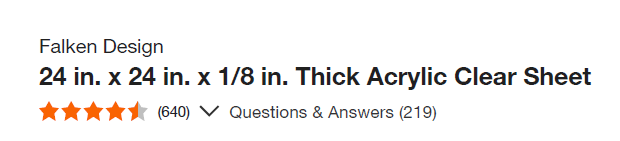 Falken Design
24 in. x 24 in. x 1/8 in. Thick Acrylic Clear Sheet
(640) Questions & Answers (219)